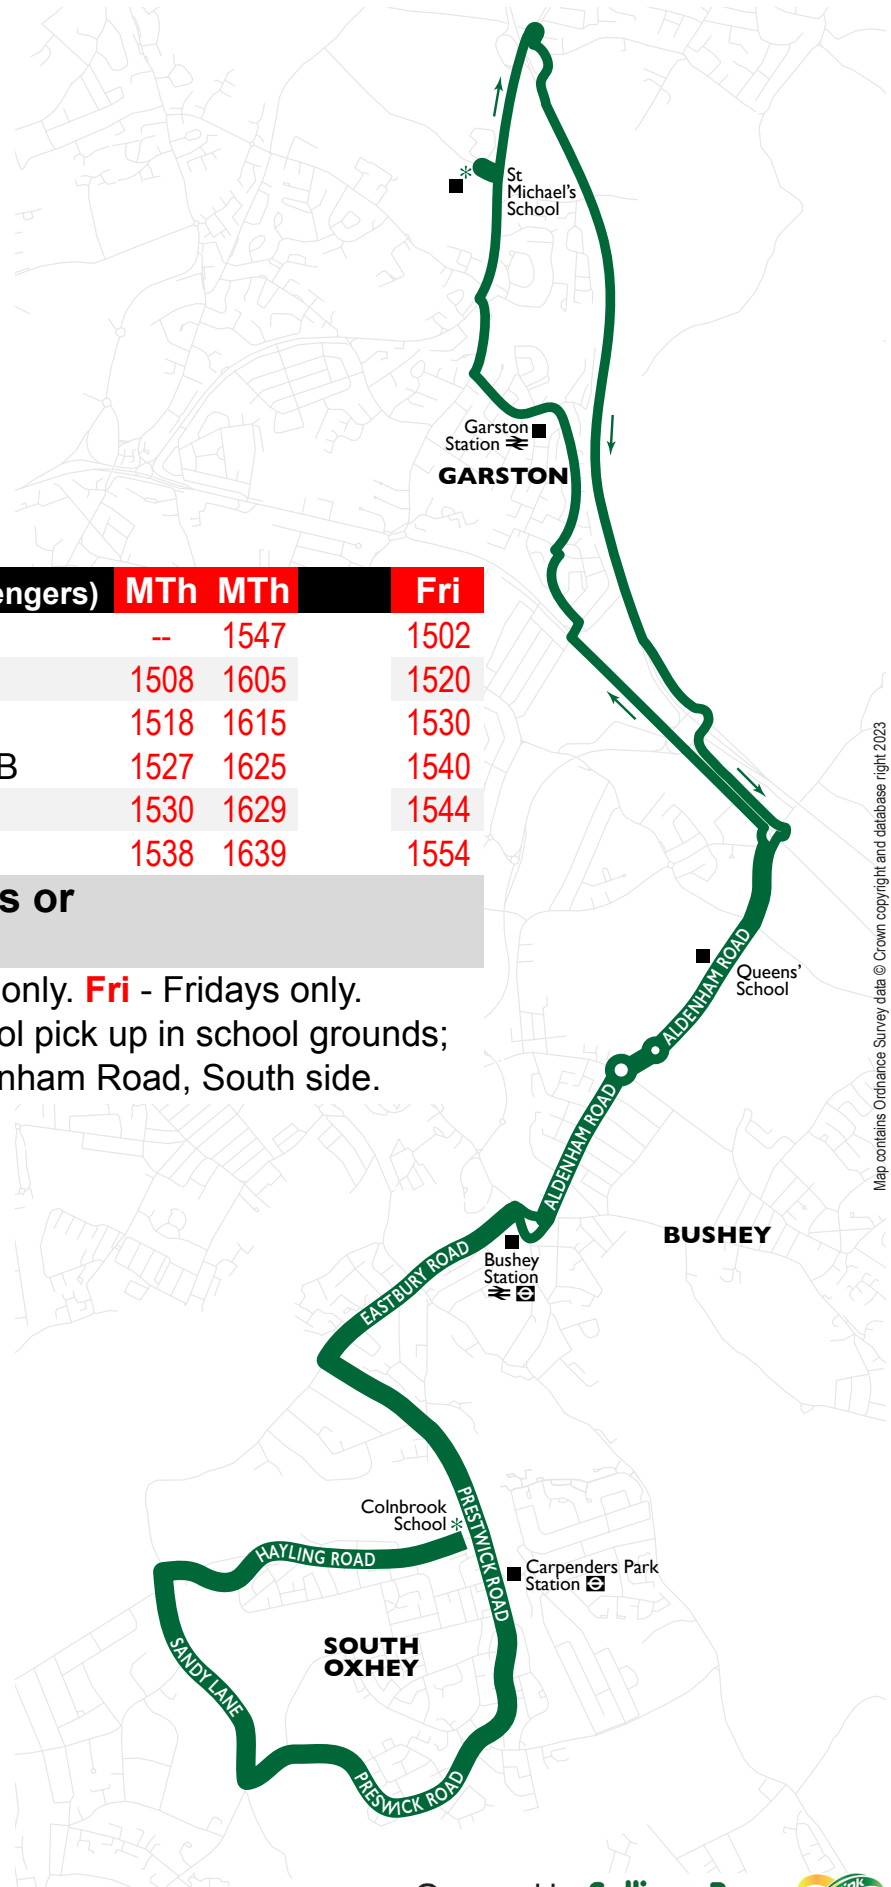 St
Michael's
School
Garston
Station
GARSTON
engers) MTh MTh Fri
-- 1547 1502
1508 1605 1520
1518 1615 1530
B 1527 1625 1540
1530 1629 1544
1538 1639 1554
s or
only. Fri - Fridays only.
ol pick up in school grounds;
nham Road, South side.
Map contains Ordnance Survey data © Crown copyright and database right 2023
ALDENHAM ROAD
Queens'
School
ALDENHAM ROAD
BUSHEY
Bushey
Station
EASTBURY ROAD
Colnbrook
School *
PRESTWICK ROAD
HAYLING ROAD
Carpenders Park
Station
SOUTH
OXHEY
SANDY LANE
PRESWICK ROAD